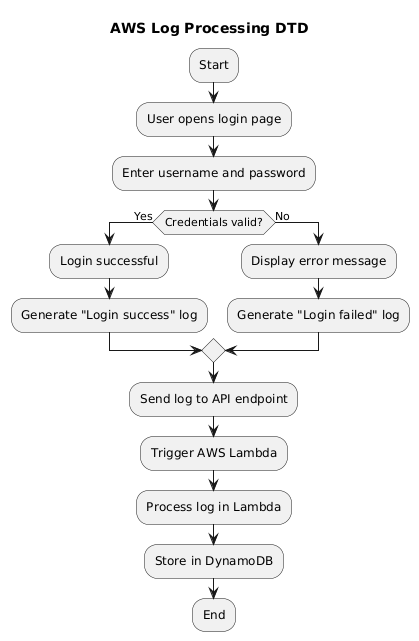 AWS Log Processing DTD
Start
User opens login page
Enter username and password
Yes
Credentials valid?
No
Login successful
Display error message
Generate "Login success" log
Generate "Login failed" log
Send log to API endpoint
Trigger AWS Lambda
Process log in Lambda
Store in DynamoDB
End